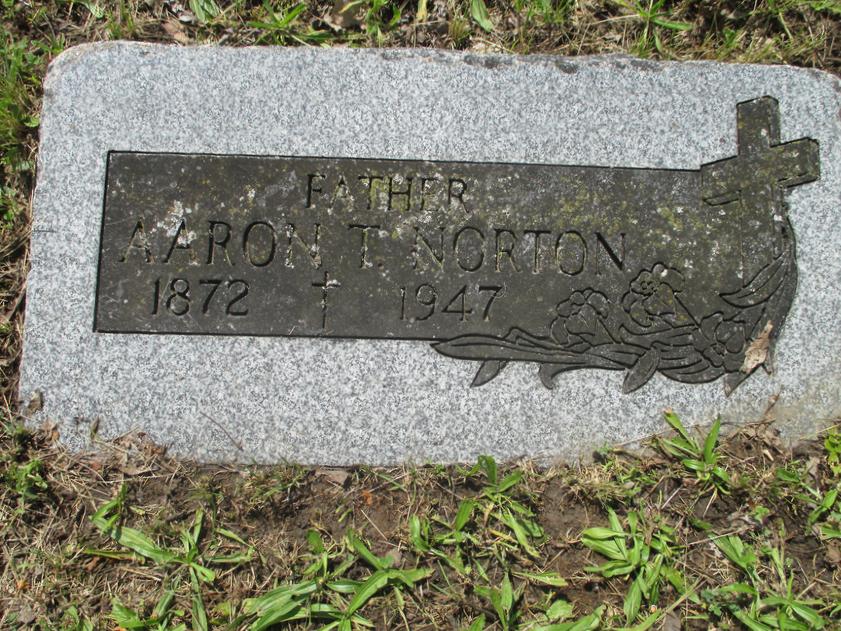 FATHER
AARON T. NORTON
1872 † 1947